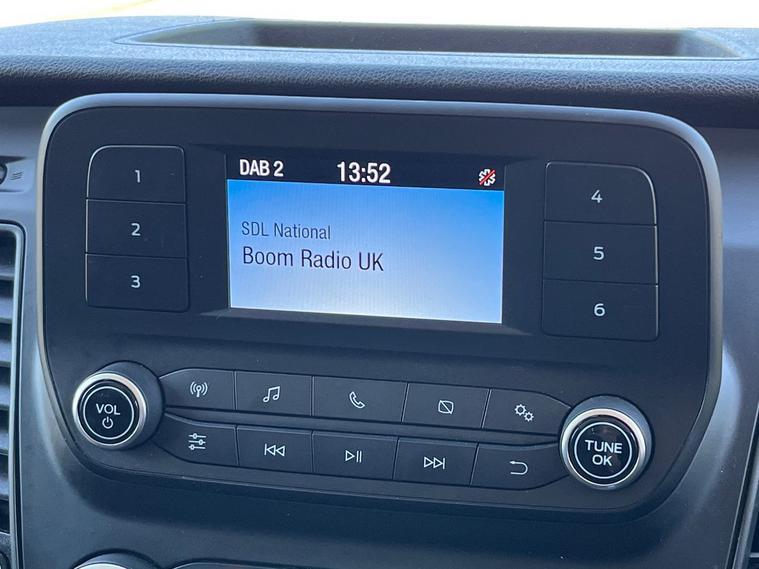 DAB 2 13:52
SDL National
Boom Radio UK
1
2
3
4
5
6
VOL
TUNE
OK